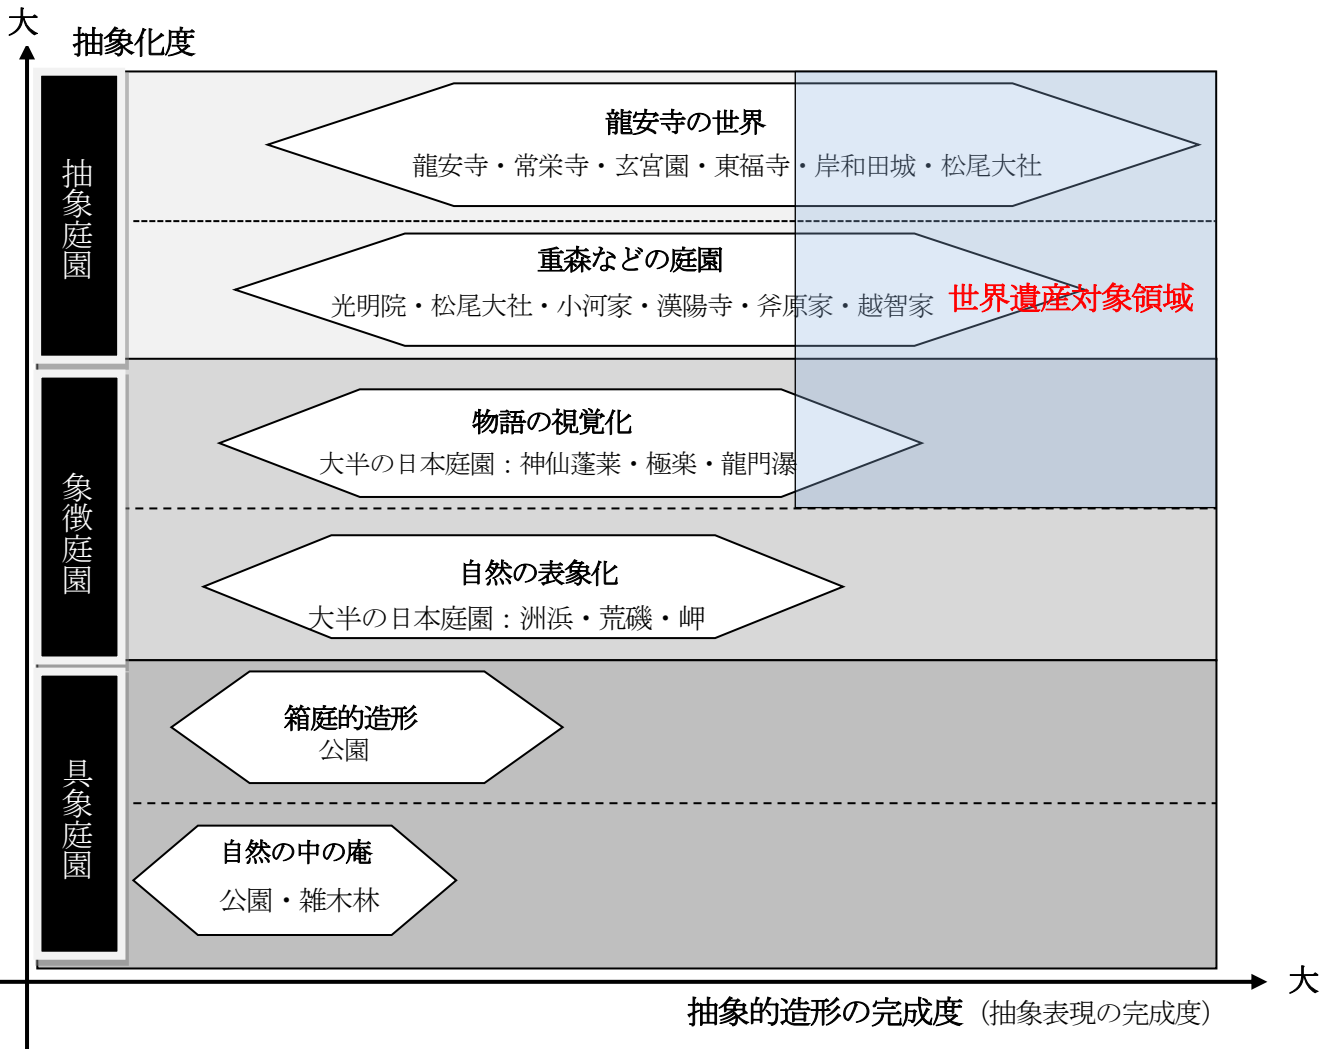 大
抽象化度
抽象庭園
龍安寺の世界
龍安寺・常栄寺・玄宮園・東福寺・岸和田城・松尾大社
重森などの庭園
光明院・松尾大社・小河家・漢陽寺・斧原家・越智家
世界遺産対象領域
象徴庭園
物語の視覚化
大半の日本庭園：神仙蓬莱・極楽・龍門瀑
自然の表象化
大半の日本庭園：洲浜・荒磯・岬
具象庭園
箱庭的造形
公園
自然の中の庵
公園・雑木林
大
抽象的造形の完成度（抽象表現の完成度）